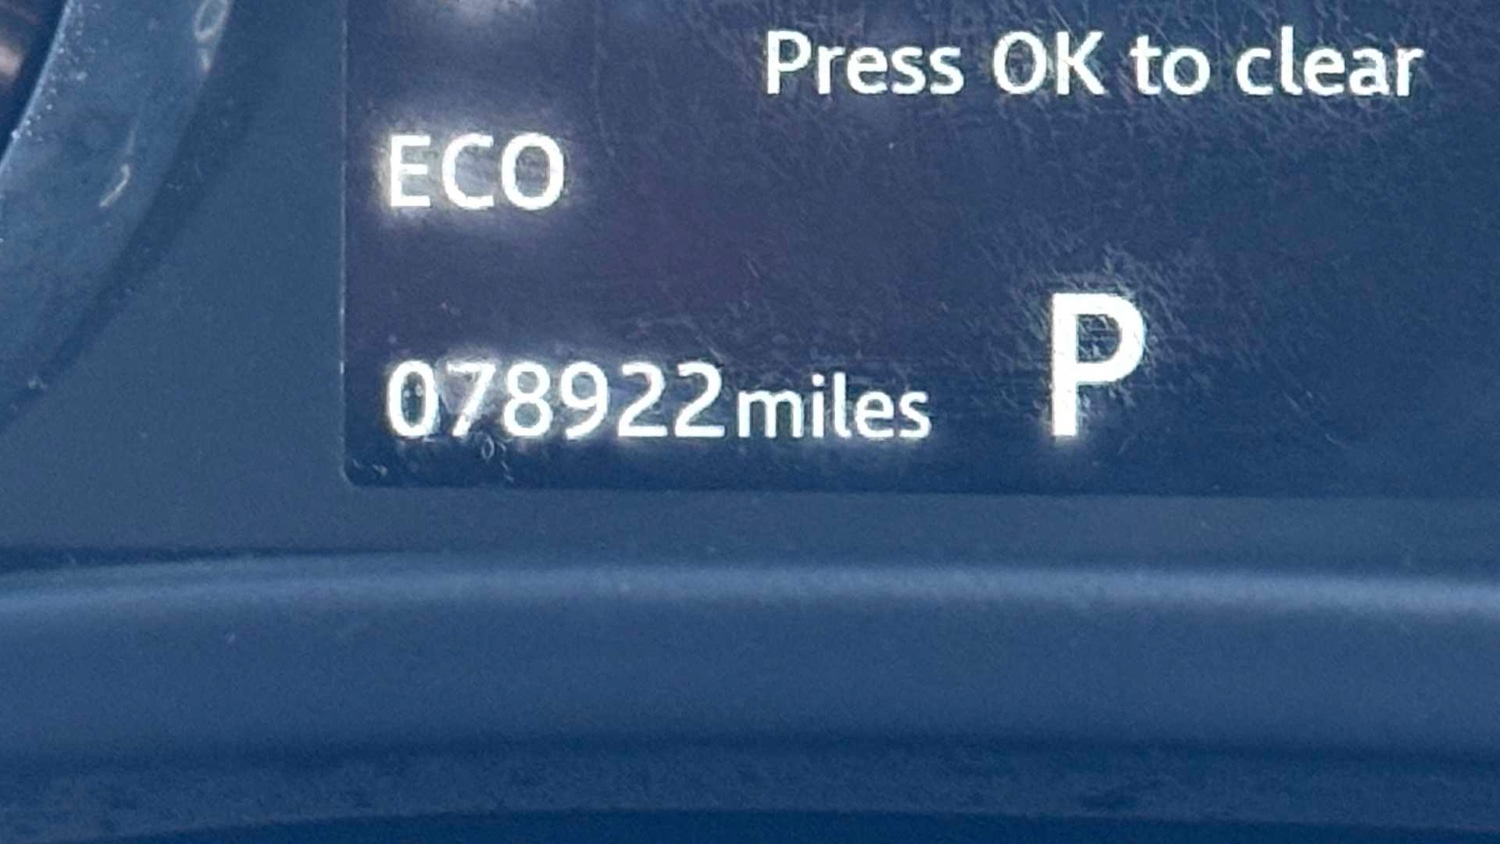 Press OK to clear
ECO
078922miles
P